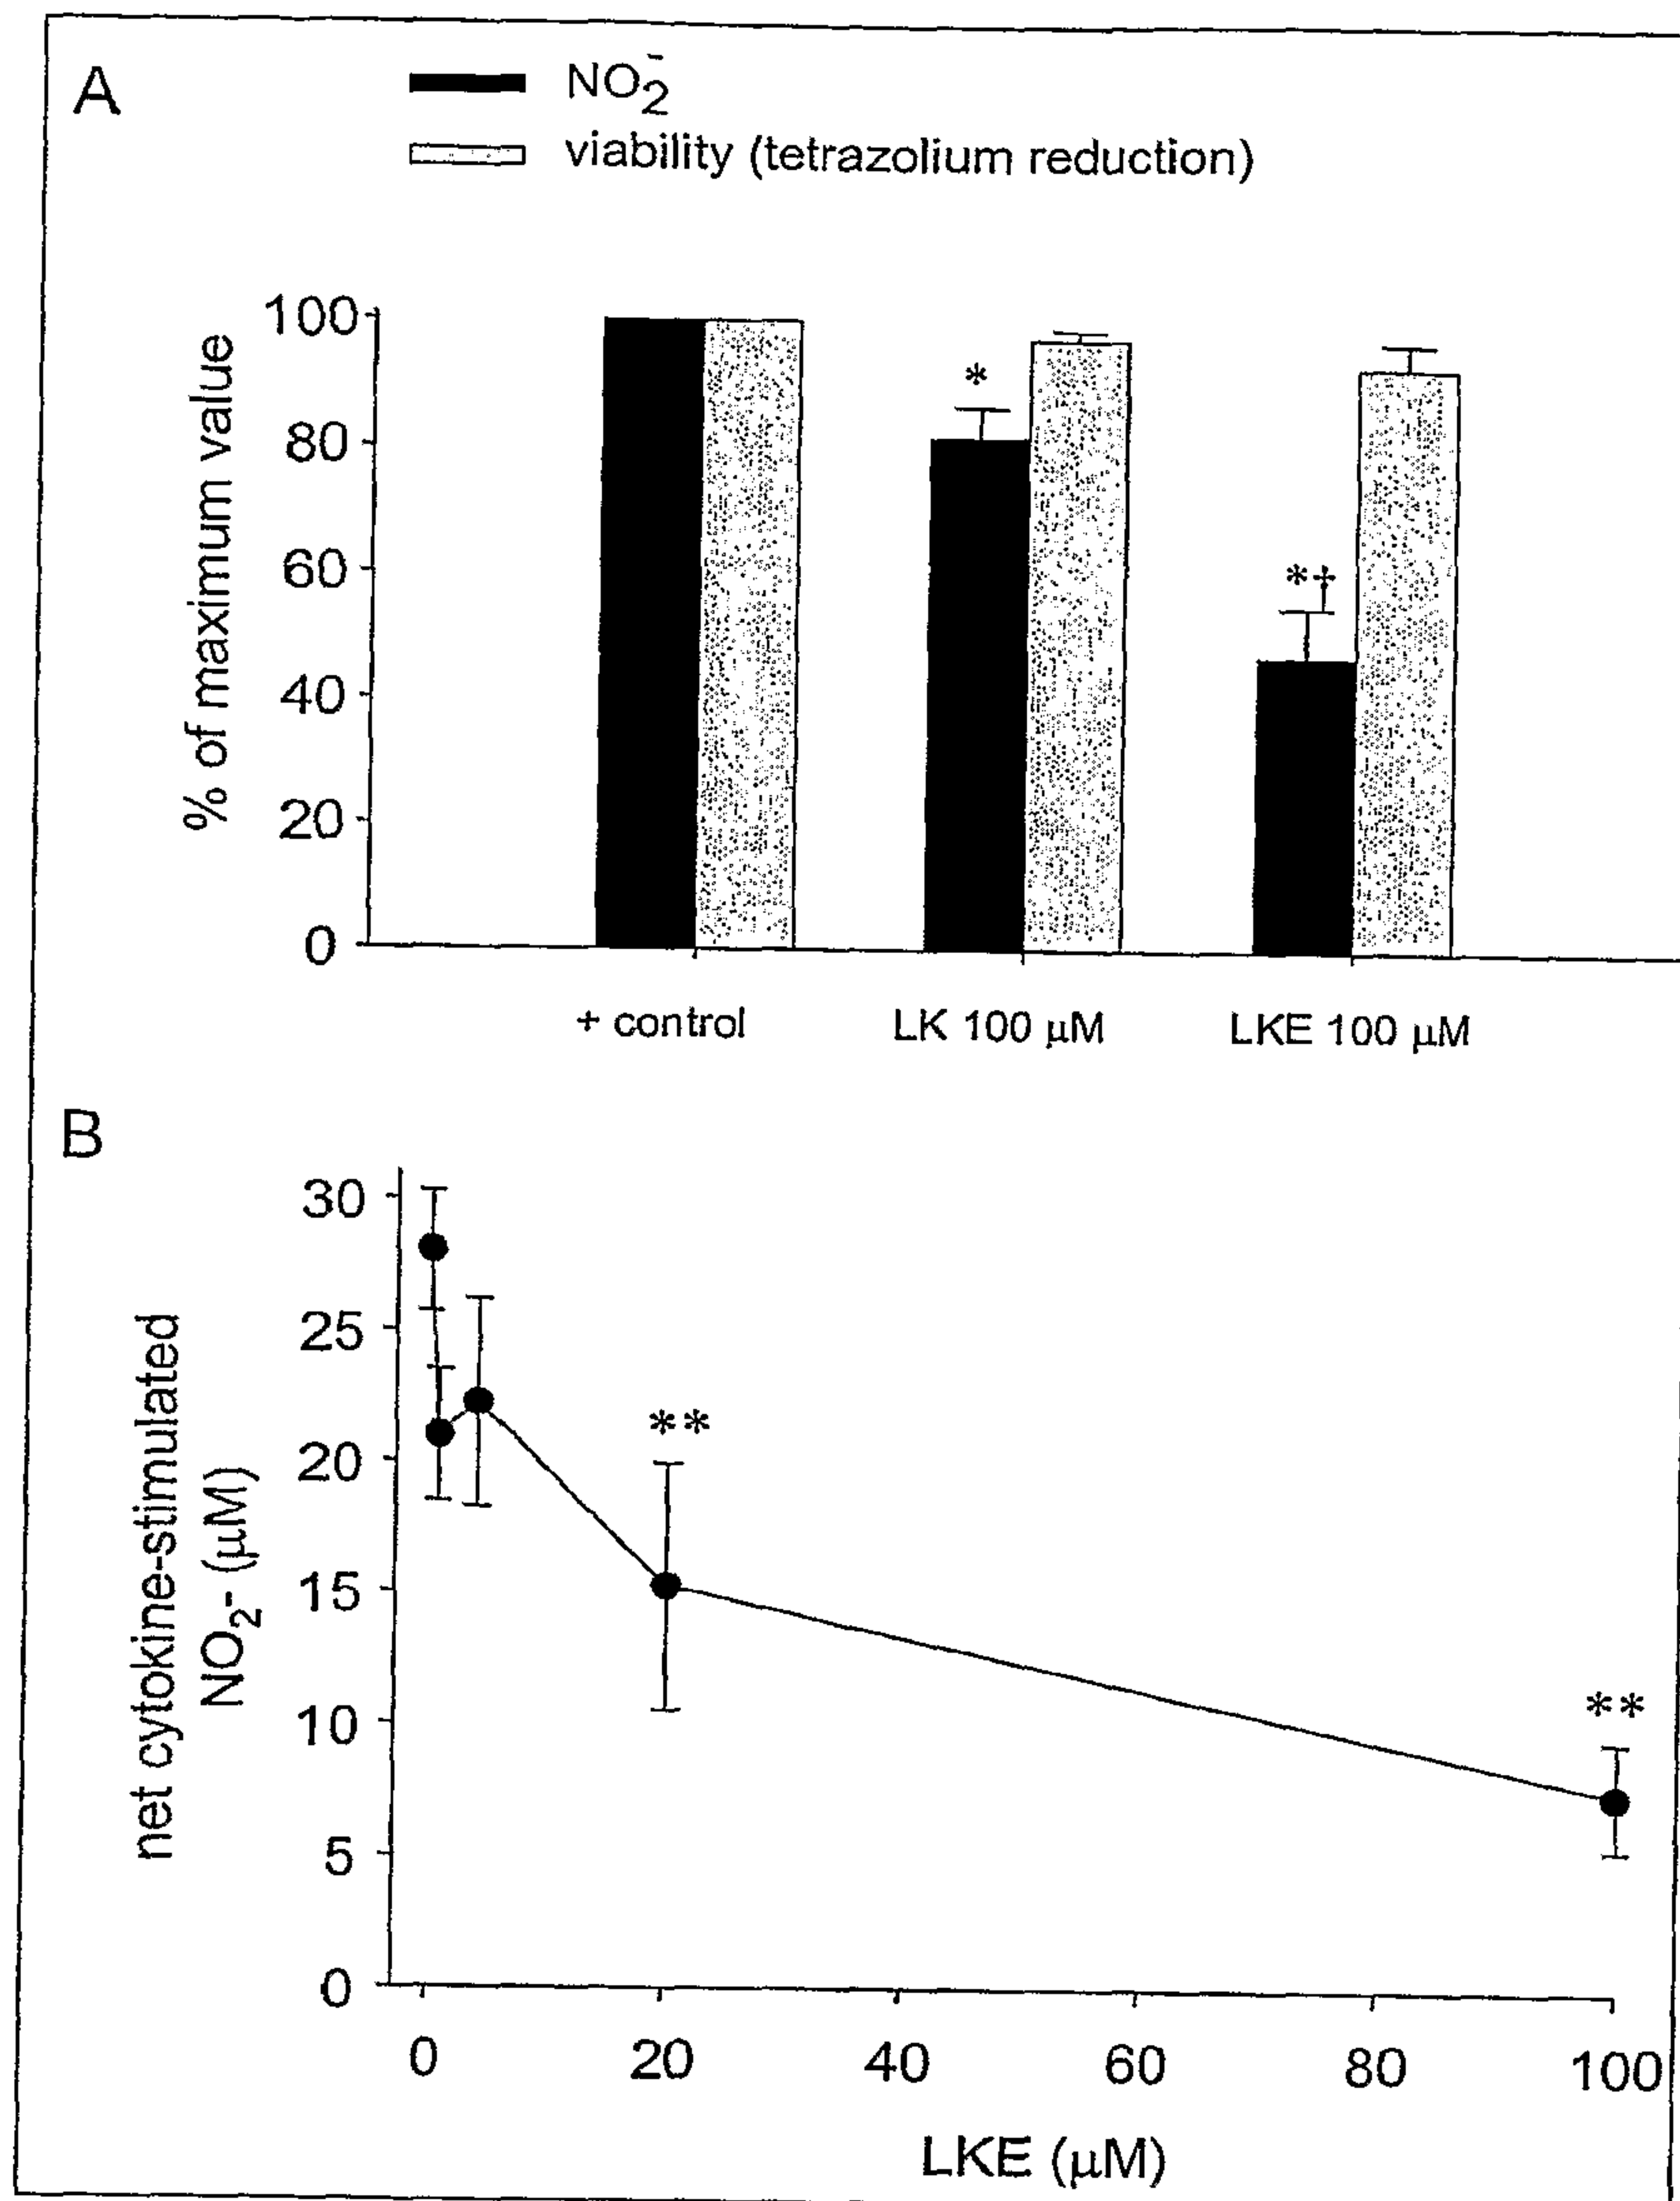 A
NO₂⁻
viability (tetrazolium reduction)
% of maximum value
100
80
60
40
20
0
*
*†
+ control
LK 100 µM
LKE 100 µM
B
net cytokine-stimulated
NO₂- (µM)
30
25
20
15
10
5
0
**
**
0
20
40
60
80
100
LKE (µM)